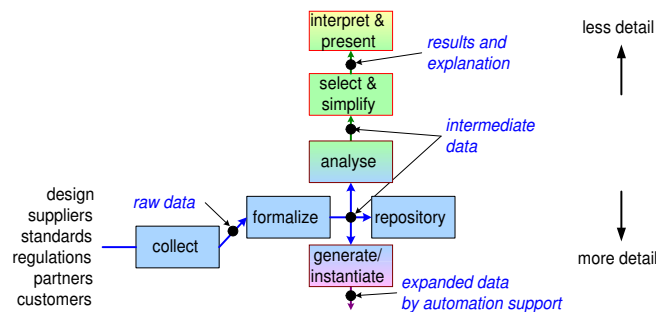 interpret &
present
less detail
results and
explanation
select &
simplify
intermediate
data
analyse
design
suppliers
standards
regulations
partners
customers
raw data
formalize
repository
collect
generate/
instantiate
more detail
expanded data
by automation support